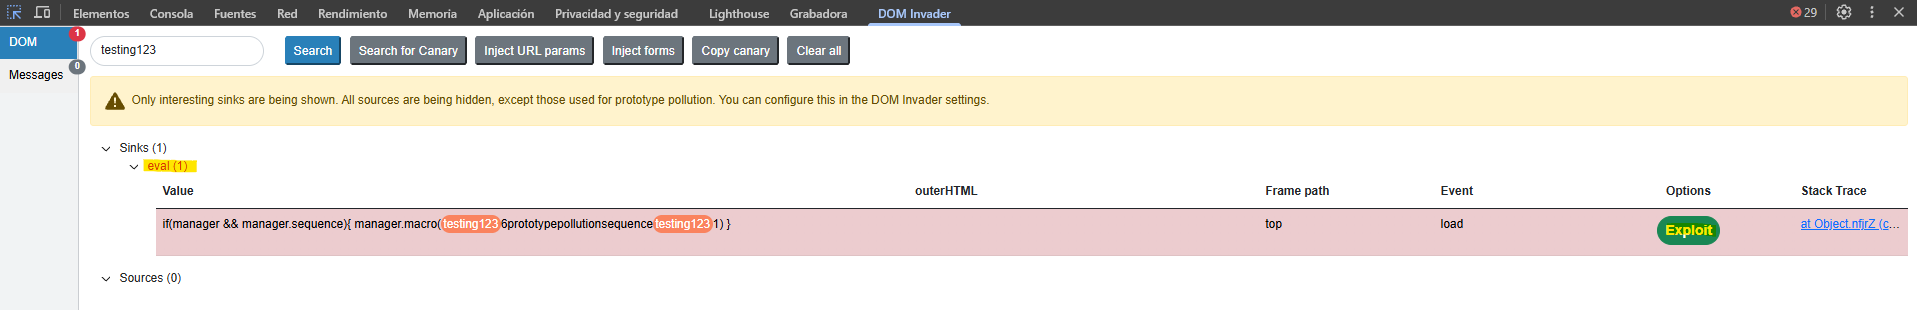 Elementos Consola Fuentes Red Rendimiento Memoria Aplicación Privacidad y seguridad Lighthouse Grabadora DOM Invader 29
DOM 1
testing123 Search Search for Canary Inject URL params Inject forms Copy canary Clear all
Messages 0
Only interesting sinks are being shown. All sources are being hidden, except those used for prototype pollution. You can configure this in the DOM Invader settings.
Sinks (1)
eval (1)
Value outerHTML Frame path Event Options Stack Trace
if(manager && manager.sequence){ manager.macro(testing1236prototypepollutionsequencetesting1231) } top load Exploit at Object.nfjrZ (c...
Sources (0)